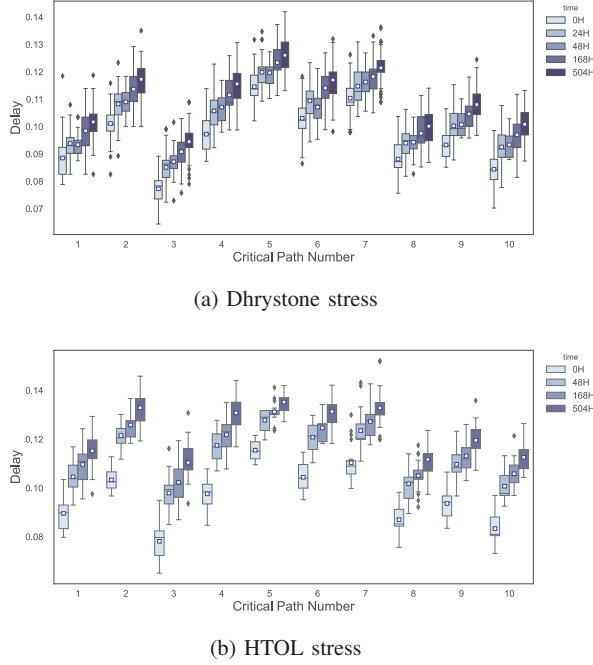 time
0H
24H
48H
168H
504H
0.14
0.13
0.12
0.11
0.10
0.09
0.08
0.07
Delay
1 2 3 4 5 6 7 8 9 10
Critical Path Number
(a) Dhrystone stress
time
0H
48H
168H
504H
0.14
0.12
0.10
0.08
Delay
1 2 3 4 5 6 7 8 9 10
Critical Path Number
(b) HTOL stress